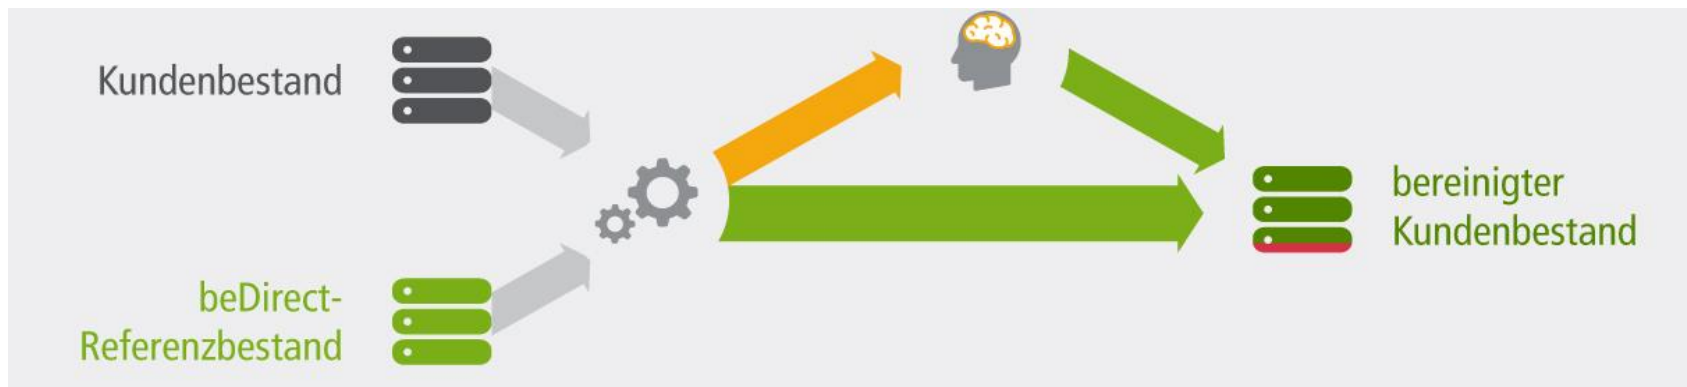 Kundenbestand
beDirect-
Referenzbestand
bereinigter
Kundenbestand